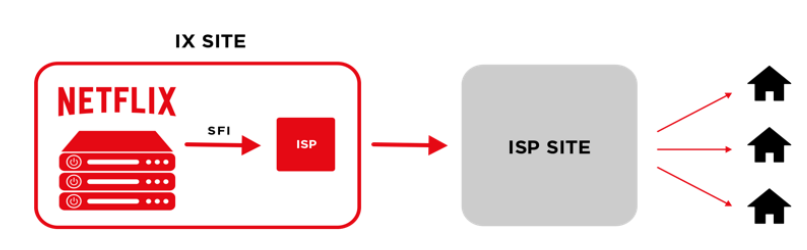 IX SITE
NETFLIX
SFI
ISP
ISP SITE